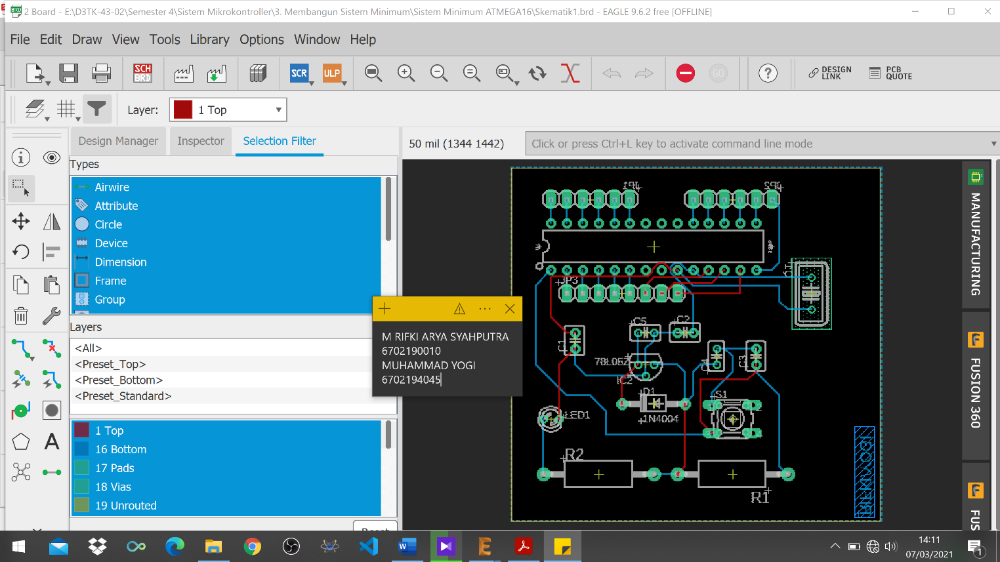 2 Board - E:\D3TK-43-02\Semester 4\Sistem Mikrokontroller\3. Membangun Sistem Minimum\Sistem Minimum ATMEGA16\Skematik1.brd - EAGLE 9.6.2 free [OFFLINE]
File Edit Draw View Tools Library Options Window Help
SCH BRD SCR ULP GO ? DESIGN LINK PCB QUOTE
Layer: 1 Top
Design Manager Inspector Selection Filter
50 mil (1344 1442) Click or press Ctrl+L key to activate command line mode
Types
Airwire
Attribute
Circle
Device
Dimension
Frame
Group
Layers
<All>
<Preset_Top>
<Preset_Bottom>
<Preset_Standard>
1 Top
16 Bottom
17 Pads
18 Vias
19 Unrouted
Reset
M RIFKI ARYA SYAHPUTRA
6702190010
MUHAMMAD YOGI
6702194045
JP1
JP2
JP3
C1
C5
C2
78L05Z
IC2
C4
C3
D1
1N4004
S1
LED1
R2
R1
MANUFACTURING
FUSION 360
FUS
14:11
07/03/2021
1